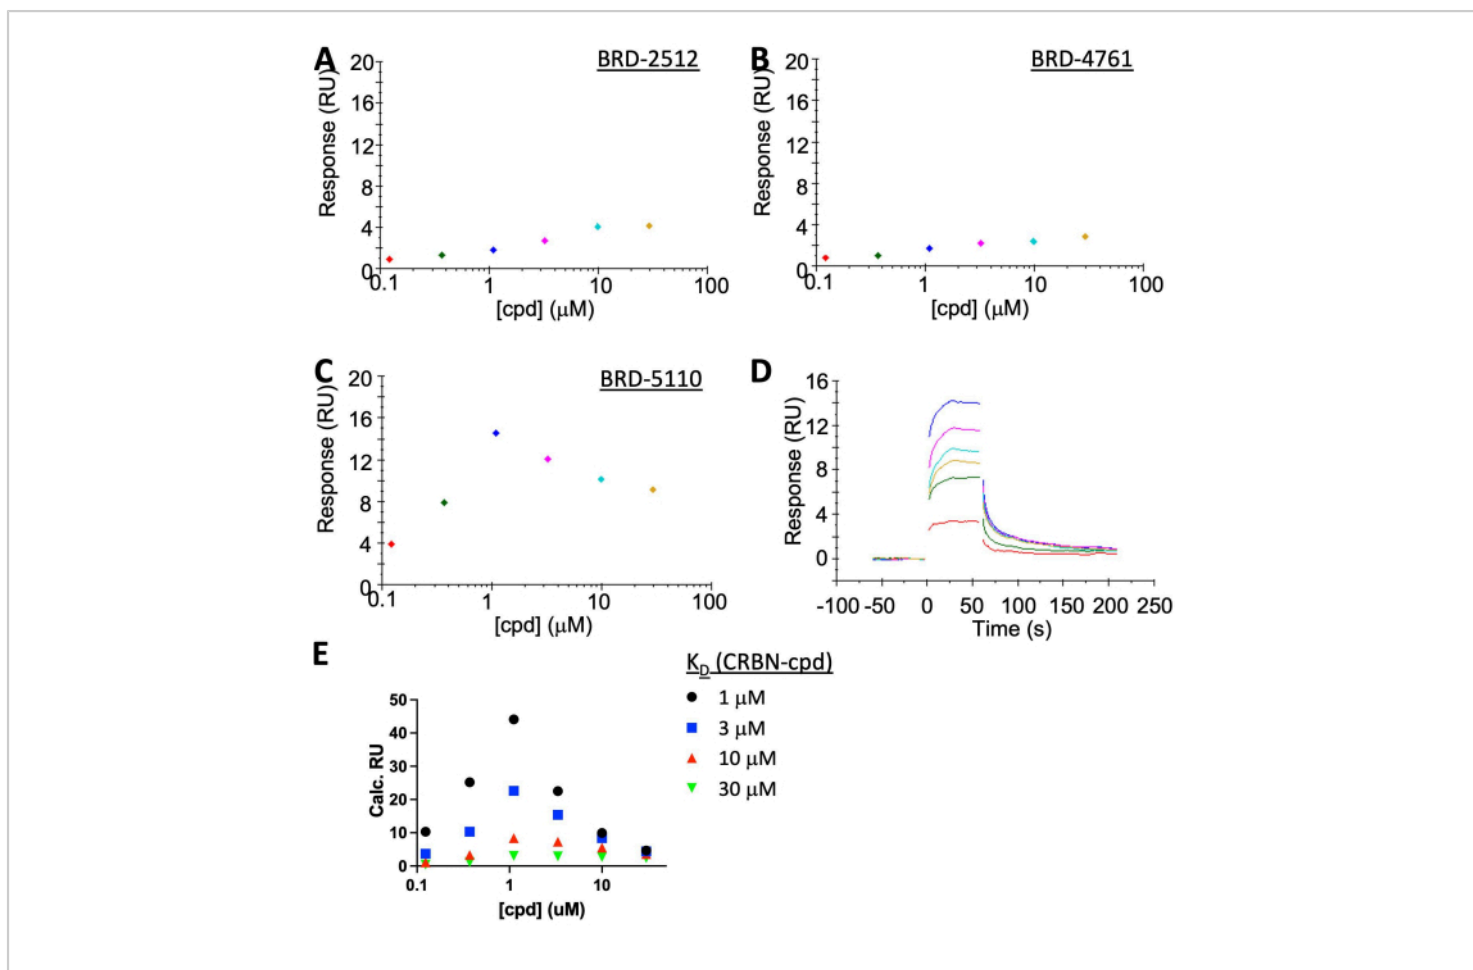 A
BRD-2512
20
16
12
8
4
0
Response (RU)
0.1
1
10
100
[cpd] (μM)
B
BRD-4761
20
16
12
8
4
0
Response (RU)
0.1
1
10
100
[cpd] (μM)
C
BRD-5110
20
16
12
8
4
0
Response (RU)
0.1
1
10
100
[cpd] (μM)
D
16
12
8
4
0
Response (RU)
-100
-50
0
50
100
150
200
250
Time (s)
E
50
40
30
20
10
0
Calc. RU
0.1
1
10
[cpd] (uM)
KD (CRBN-cpd)
1 μM
3 μM
10 μM
30 μM